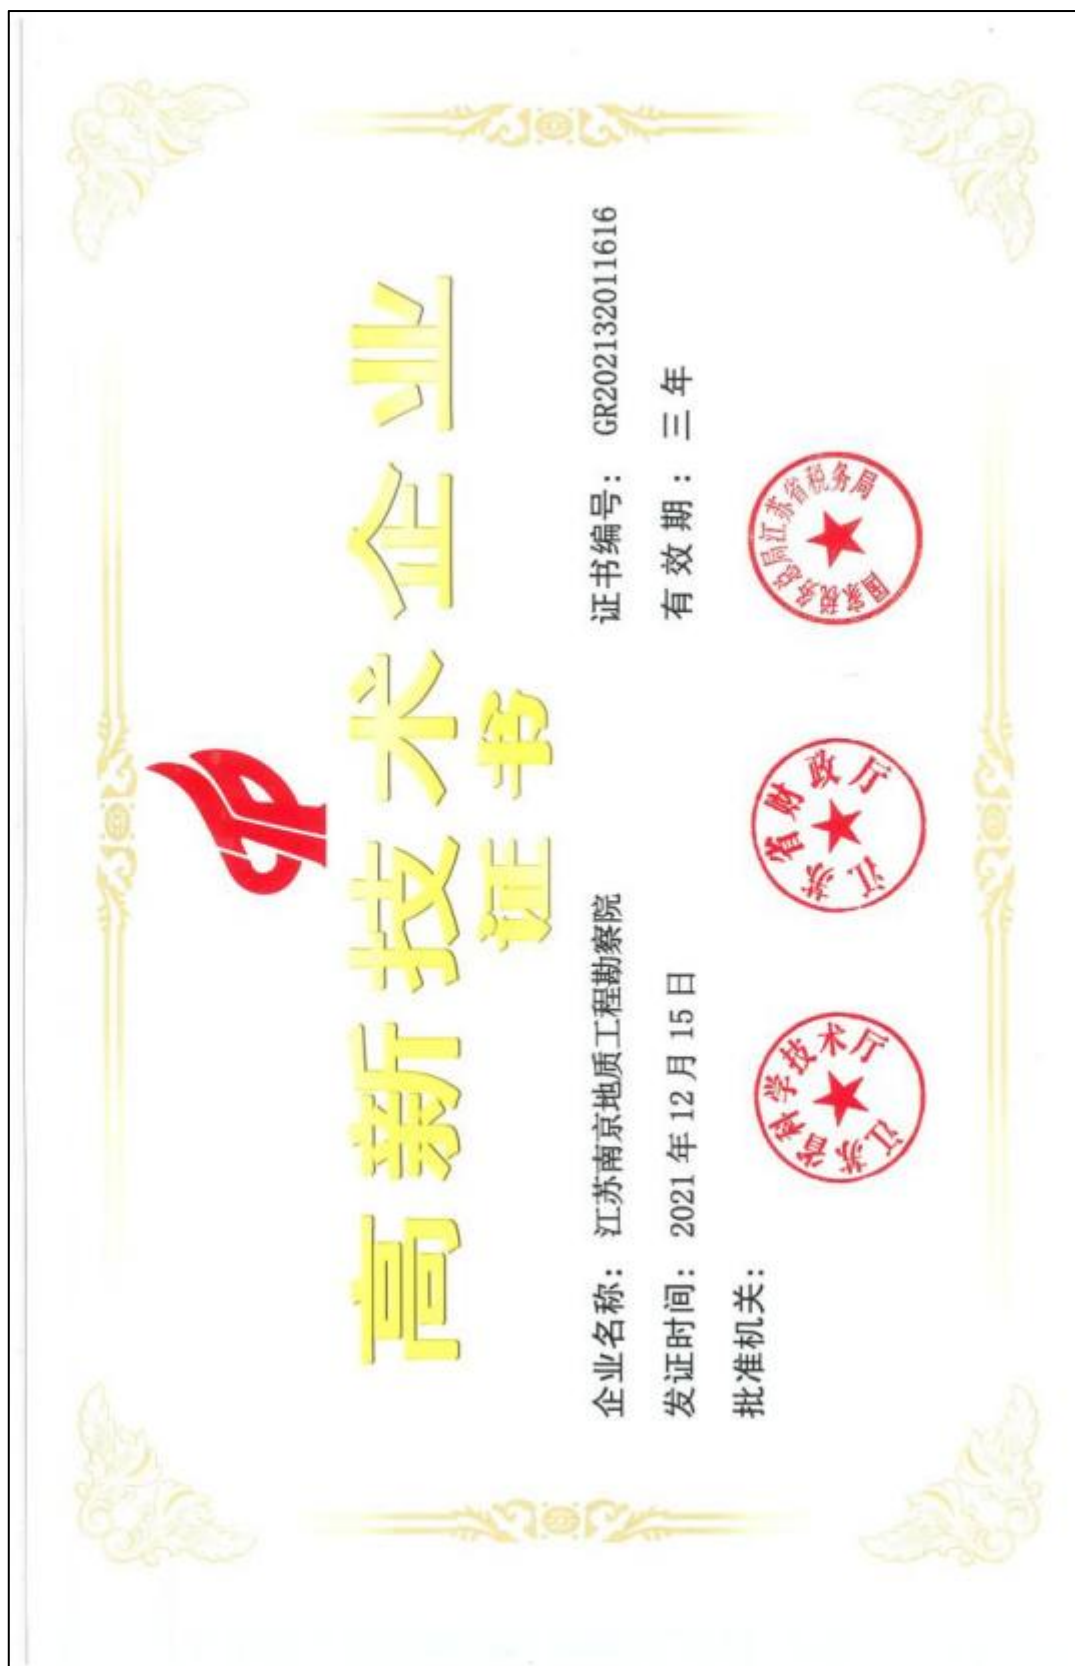 高新技术企业
证书
企业名称： 江苏南京地质工程勘察院
证书编号： GR202132011616
发证时间： 2021 年 12 月 15 日
有效期：三年
批准机关：
江苏省科学技术厅
江苏省财政厅
国家税务总局江苏省税务局